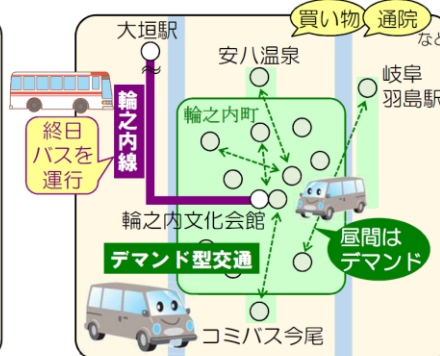 買い物
通院
など
大垣駅
安八温泉
岐阜
羽島駅
輪之内町
輪之内線
終日
バスを
運行
輪之内文化会館
昼間は
デマンド
デマンド型交通
コミバス今尾